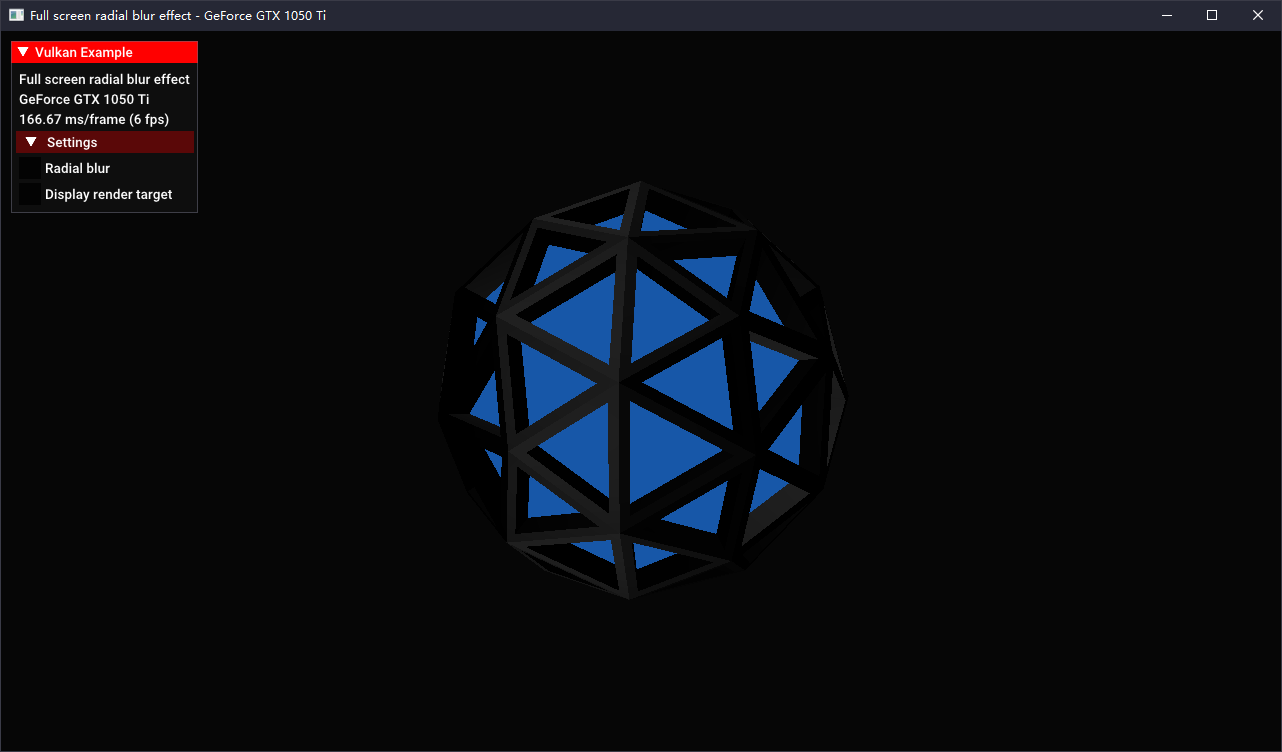 Full screen radial blur effect - GeForce GTX 1050 Ti
Vulkan Example
Full screen radial blur effect
GeForce GTX 1050 Ti
166.67 ms/frame (6 fps)
Settings
Radial blur
Display render target